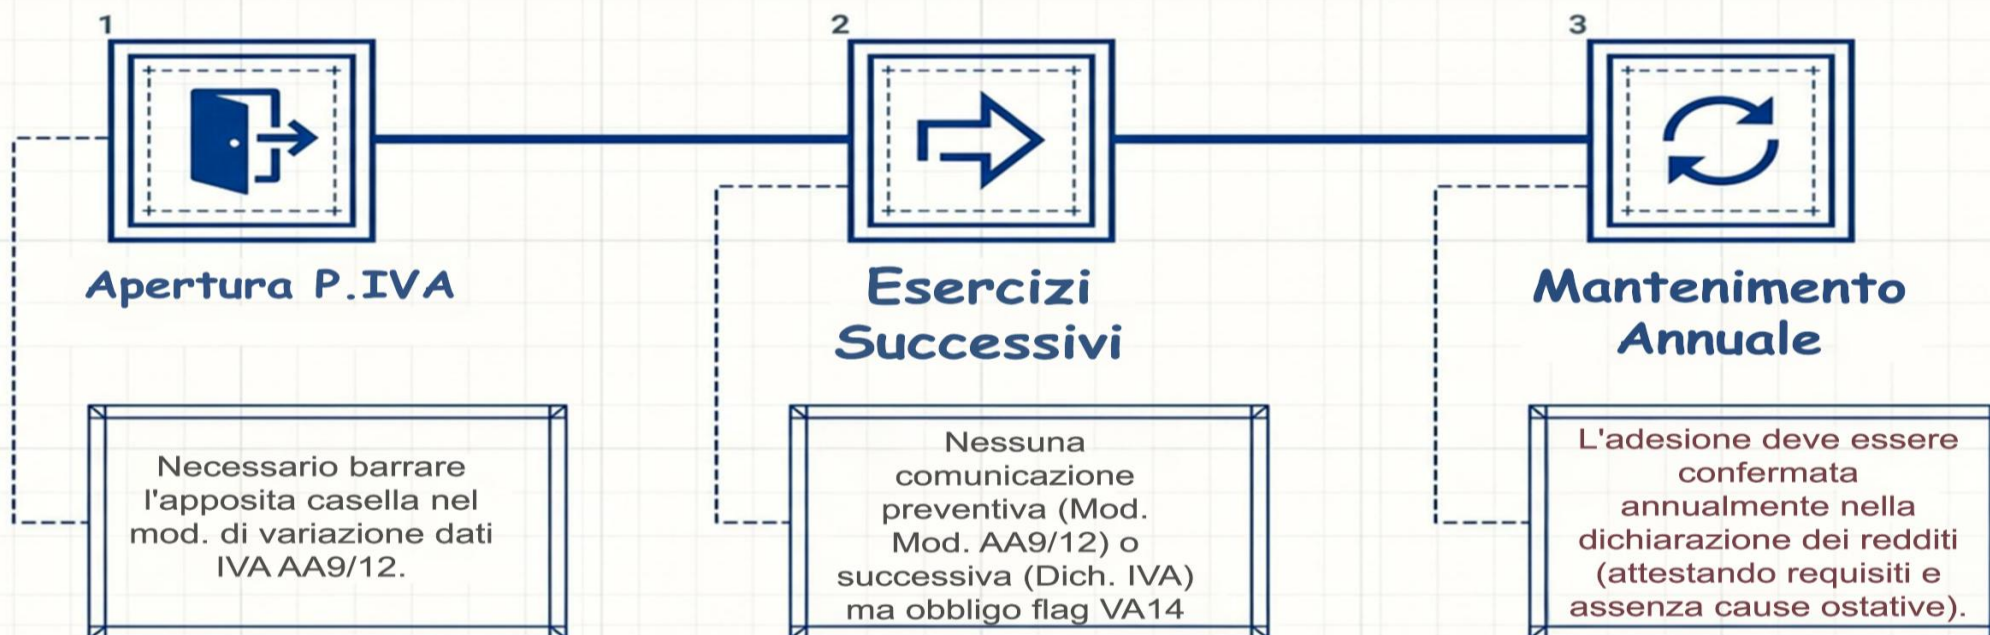 1
Apertura P.IVA
Necessario barrare
l'apposita casella nel
mod. di variazione dati
IVA AA9/12.
2
Esercizi
Successivi
Nessuna
comunicazione
preventiva (Mod.
Mod. AA9/12) o
successiva (Dich. IVA)
ma obbligo flag VA14
3
Mantenimento
Annuale
L'adesione deve essere
confermata
annualmente nella
dichiarazione dei redditi
(attestando requisiti e
assenza cause ostative).